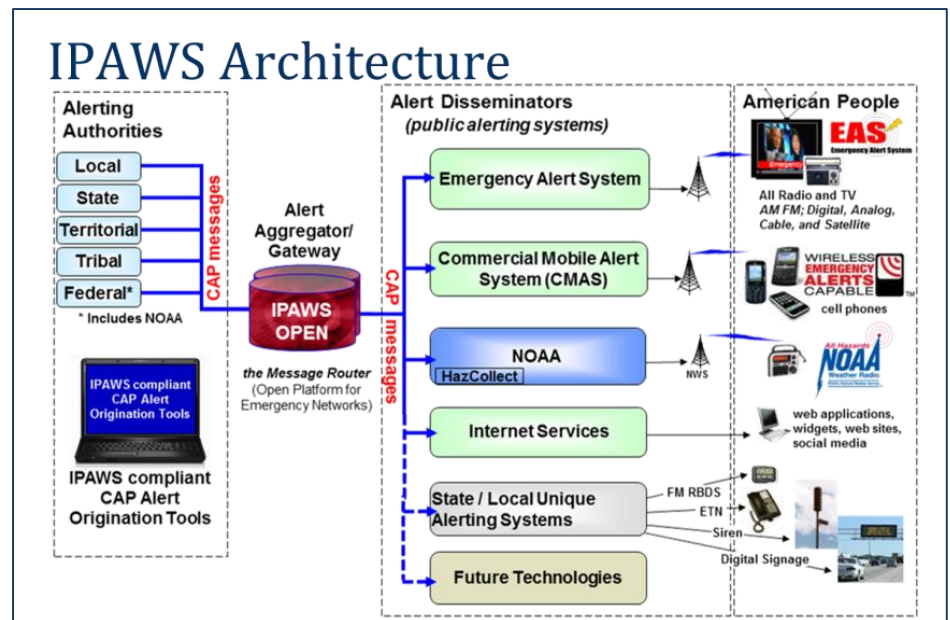 IPAWS Architecture
Alerting
Authorities
Local
State
Territorial
Tribal
Federal*
* Includes NOAA
IPAWS compliant
CAP Alert
Origination Tools
IPAWS compliant
CAP Alert
Origination Tools
CAP messages
Alert
Aggregator/
Gateway
IPAWS
OPEN
the Message Router
(Open Platform for
Emergency Networks)
CAP messages
Alert Disseminators
(public alerting systems)
Emergency Alert System
Commercial Mobile Alert
System (CMAS)
NOAA
HazCollect
NWS
Internet Services
State / Local Unique
Alerting Systems
FM RBDS
ETN
Siren
Digital Signage
Future Technologies
American People
Emergency
EAS
Emergency Alert System
All Radio and TV
AM FM; Digital, Analog,
Cable, and Satellite
WIRELESS
EMERGENCY
ALERTS
CAPABLE
TM
cell phones
All Hazards
NOAA
Weather Radio
web applications,
widgets, web sites,
social media